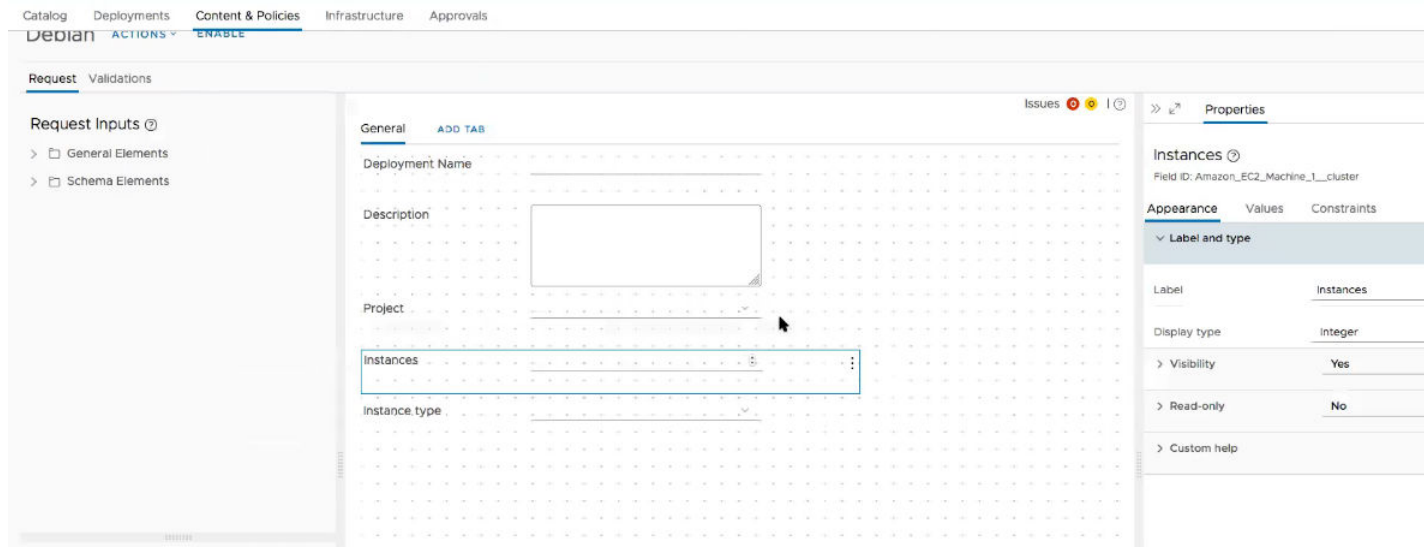 Catalog Deployments Content & Policies Infrastructure Approvals
Debian ACTIONS ENABLE
Request Validations
Request Inputs
General Elements
Schema Elements
Issues 0 0
General ADD TAB
Deployment Name
Description
Project
Instances
Instance type
Properties
Instances
Field ID: Amazon_EC2_Machine_1__cluster
Appearance Values Constraints
Label and type
Label Instances
Display type Integer
Visibility Yes
Read-only No
Custom help